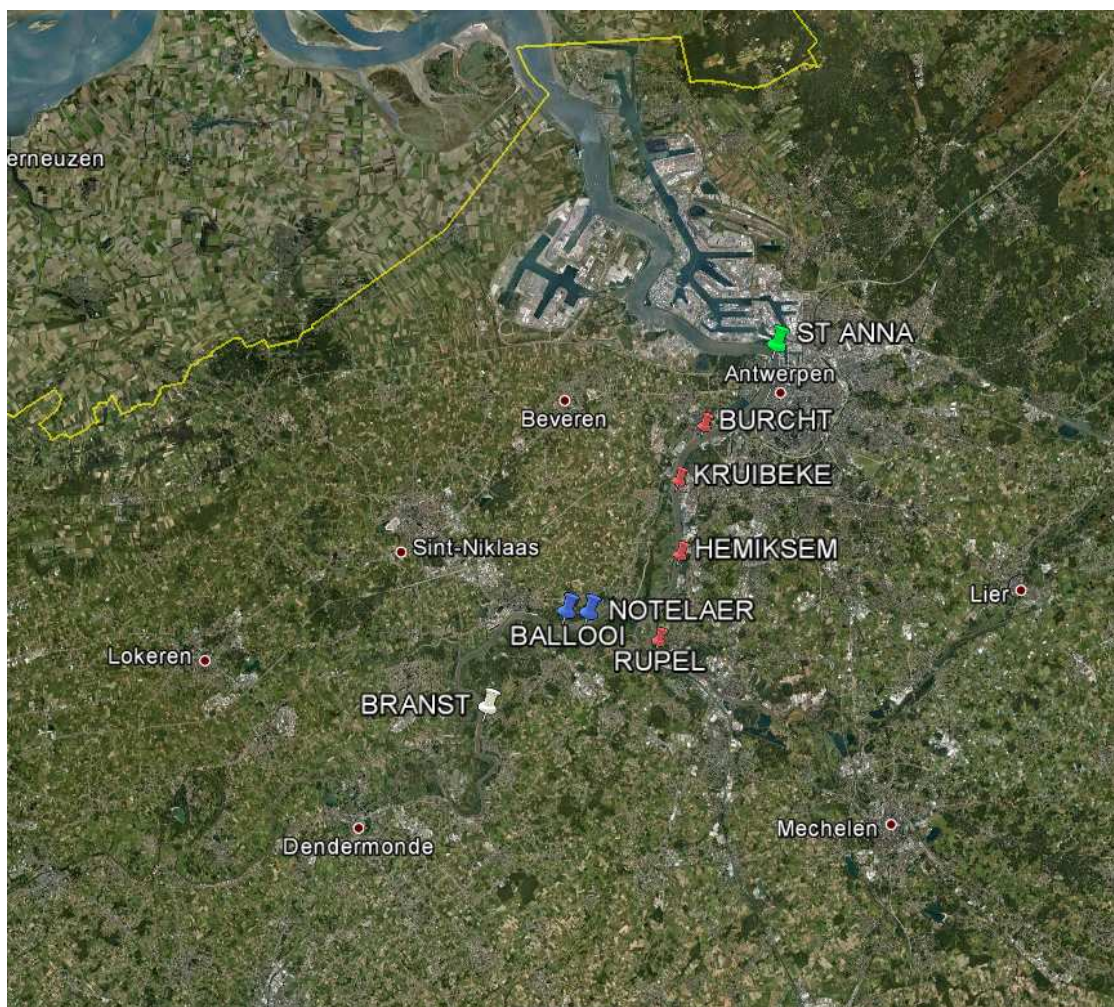 erneuzen
ST ANNA
Antwerpen
Beveren
BURCHT
KRUIBEKE
Sint-Niklaas
HEMIKSEM
Lier
NOTELAER
BALLOOI
Lokeren
RUPEL
BRANST
Mechelen
Dendermonde